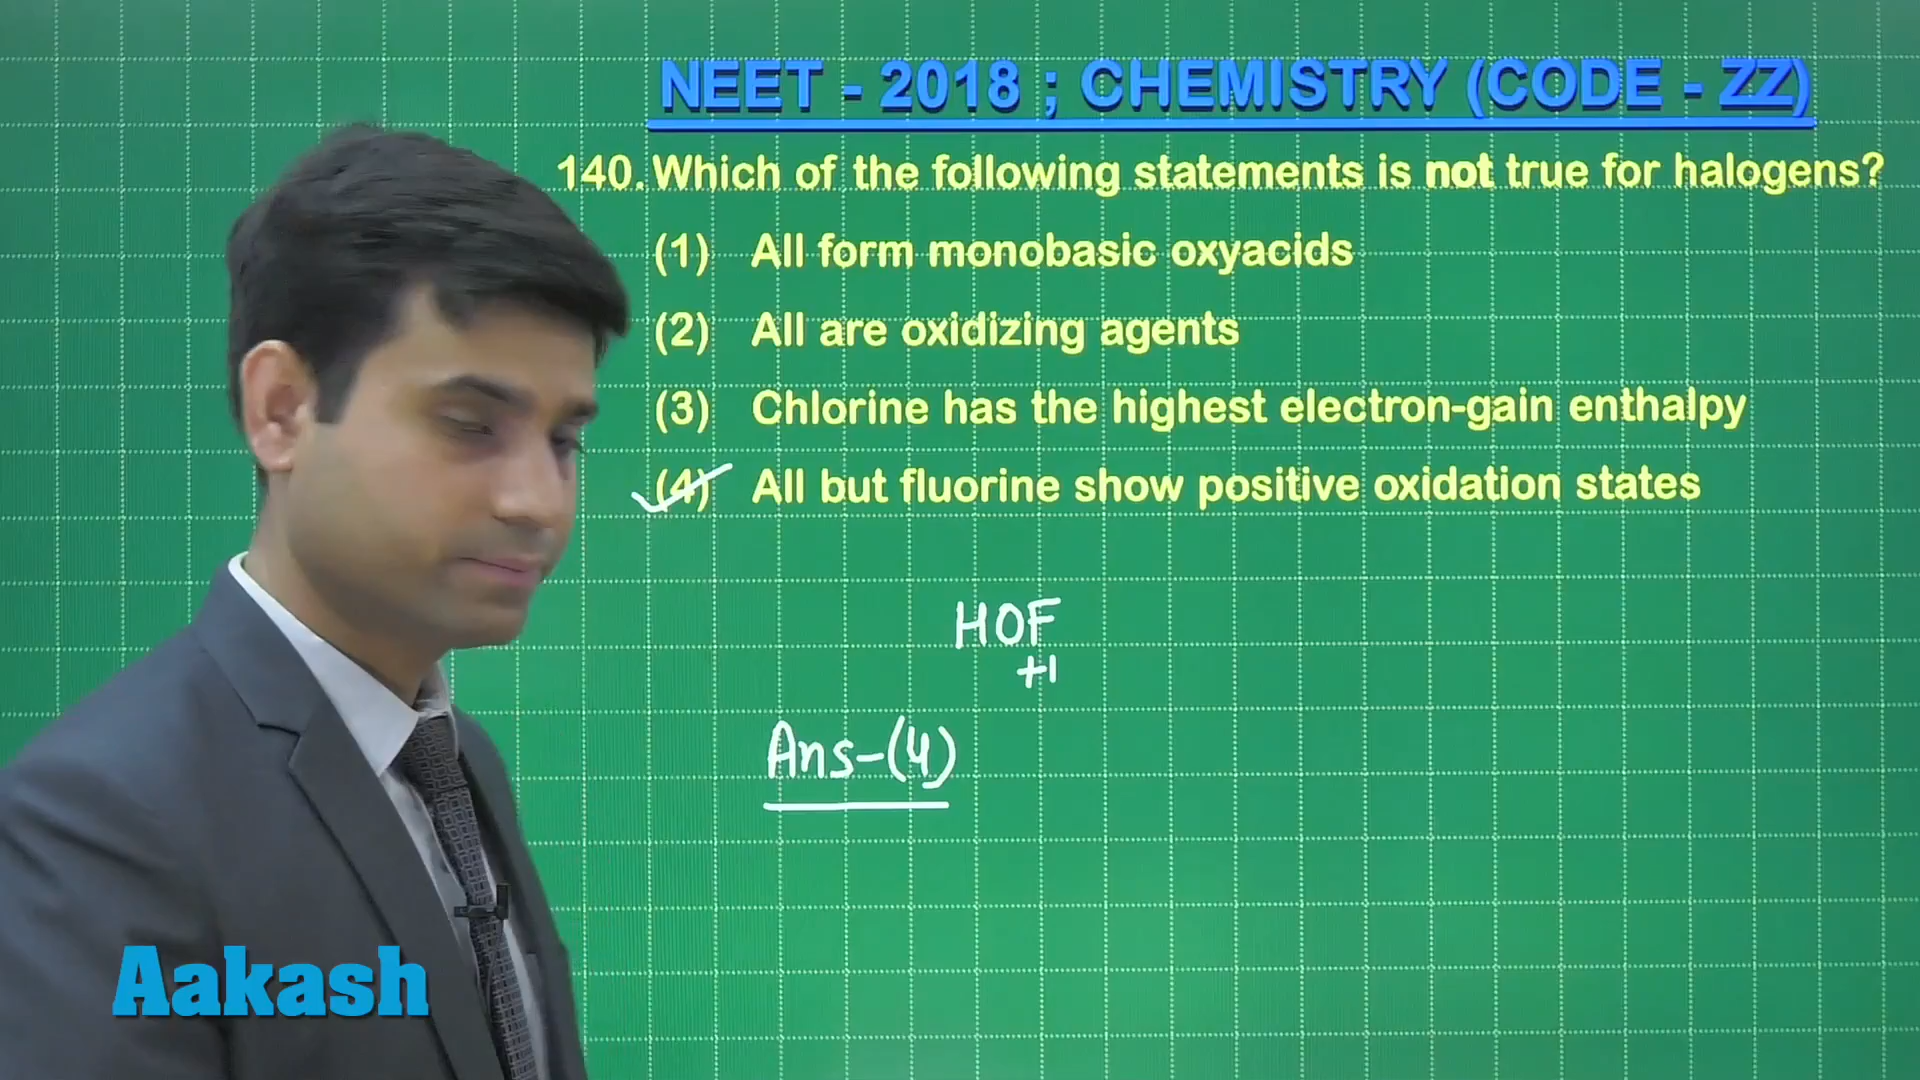 NEET - 2018 ; CHEMISTRY (CODE - ZZ)
140. Which of the following statements is not true for halogens?
(1) All form monobasic oxyacids
(2) All are oxidizing agents
(3) Chlorine has the highest electron-gain enthalpy
(4) All but fluorine show positive oxidation states
HOF
+1
Ans-(4)
Aakash